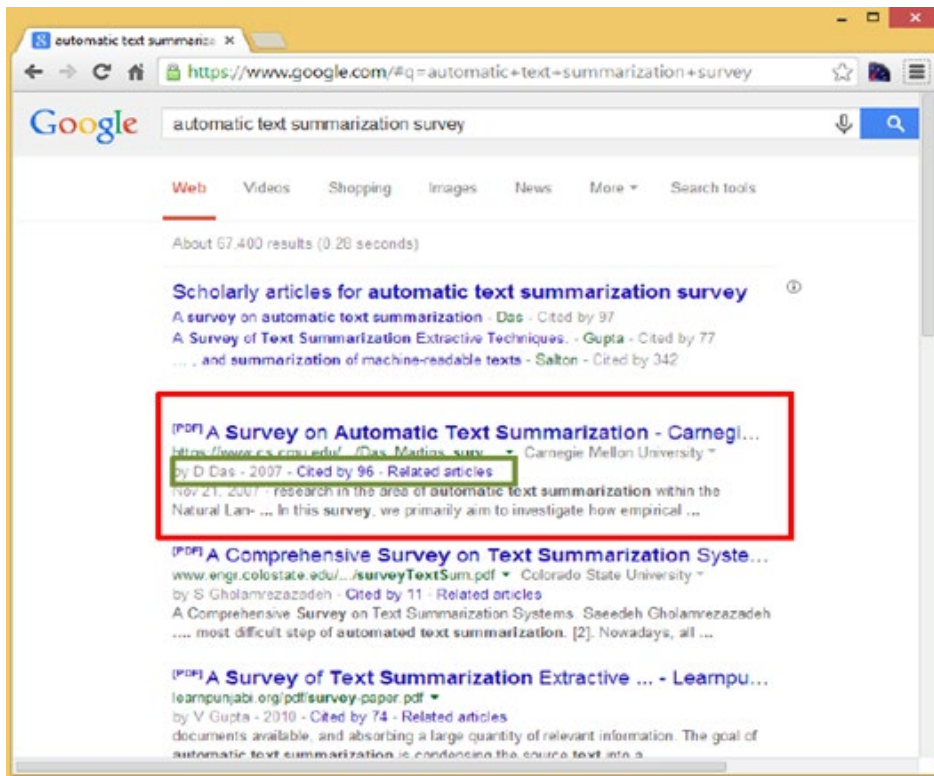 automatic text summariz
https://www.google.com/#q=automatic+text+summarization+survey
Google
automatic text summarization survey
Web Videos Shopping Images News More Search tools
About 67,400 results (0.28 seconds)
Scholarly articles for automatic text summarization survey
A survey on automatic text summarization - Das - Cited by 97
A Survey of Text Summarization Extractive Techniques. - Gupta - Cited by 77
... , and summarization of machine-readable texts - Salton - Cited by 342
[PDF] A Survey on Automatic Text Summarization - Carnegi...
https://www.cs.cmu.edu/.../Das_Martins_surv... Carnegie Mellon University
by D Das - 2007 - Cited by 96 - Related articles
Nov 21, 2007 - research in the area of automatic text summarization within the
Natural Lan- ... In this survey, we primarily aim to investigate how empirical ...
[PDF] A Comprehensive Survey on Text Summarization Syste...
www.engr.colostate.edu/.../surveyTextSum.pdf Colorado State University
by S Gholamrezazadeh - Cited by 11 - Related articles
A Comprehensive Survey on Text Summarization Systems. Saeedeh Gholamrezazadeh
.... most difficult step of automated text summarization. [2]. Nowadays, all ...
[PDF] A Survey of Text Summarization Extractive ... - Learnpu...
learnpunjabi.org/pdf/survey-paper.pdf
by V Gupta - 2010 - Cited by 74 - Related articles
documents available, and absorbing a large quantity of relevant information. The goal of
automatic text summarization is condensing the source text into a